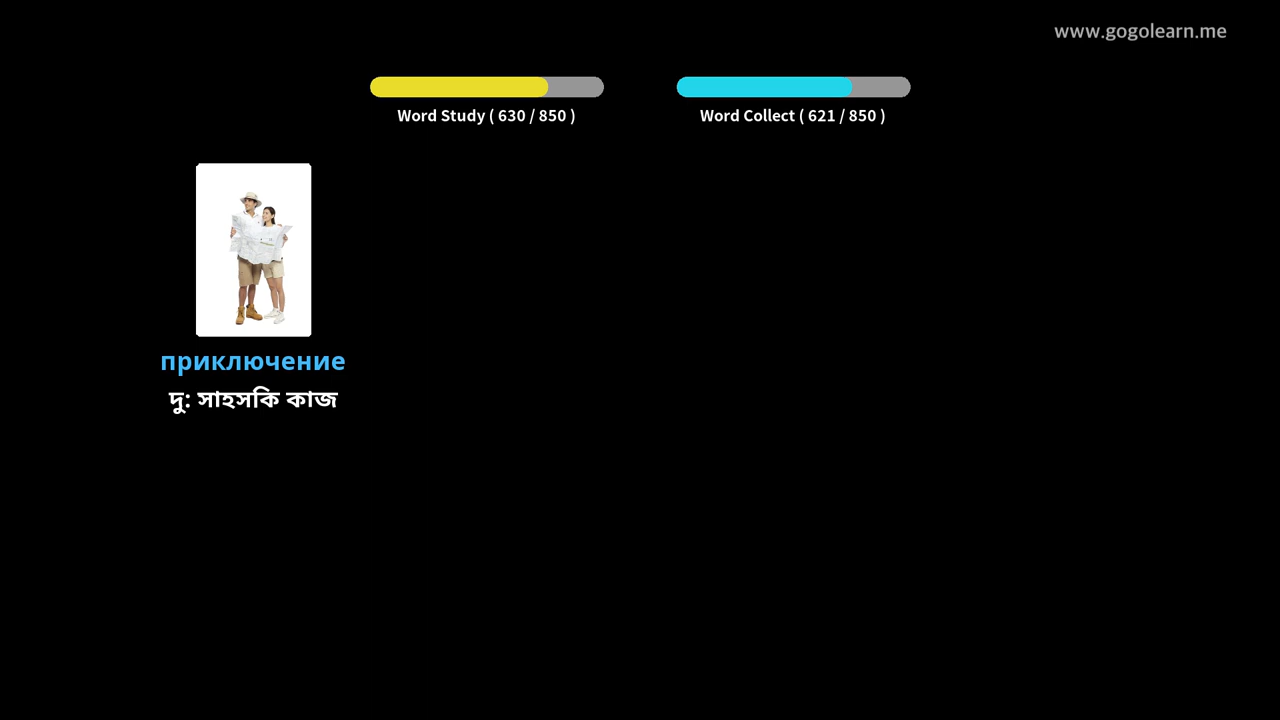 www.gogolearn.me
Word Study ( 630 / 850 )
Word Collect ( 621 / 850 )
приключение
দু: সাহসকি কাজ